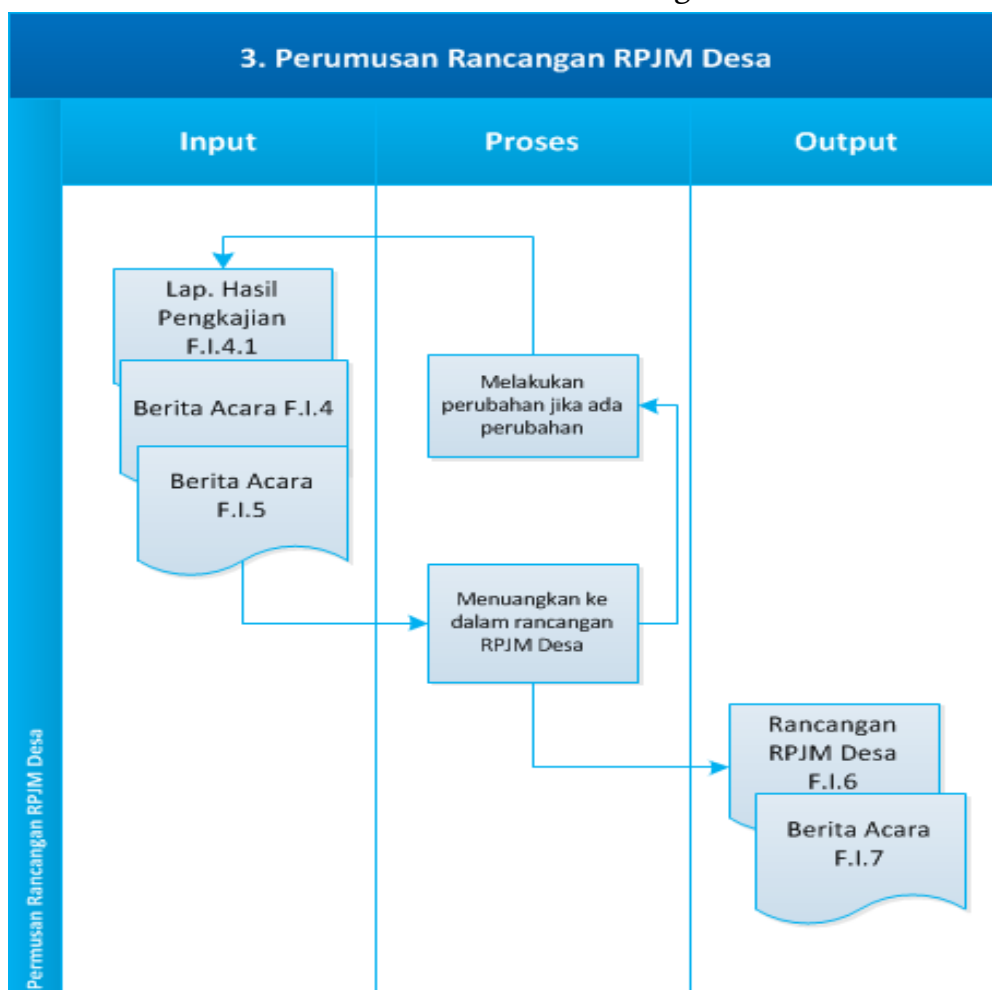 3. Perumusan Rancangan RPJM Desa
Input
Proses
Output
Lap. Hasil
Pengkajian
F.I.4.1
Berita Acara F.I.4
Berita Acara
F.I.5
Melakukan
perubahan jika ada
perubahan
Menuangkan ke
dalam rancangan
RPJM Desa
Rancangan
RPJM Desa
F.I.6
Berita Acara
F.I.7
Permusan Rancangan RPJM Desa